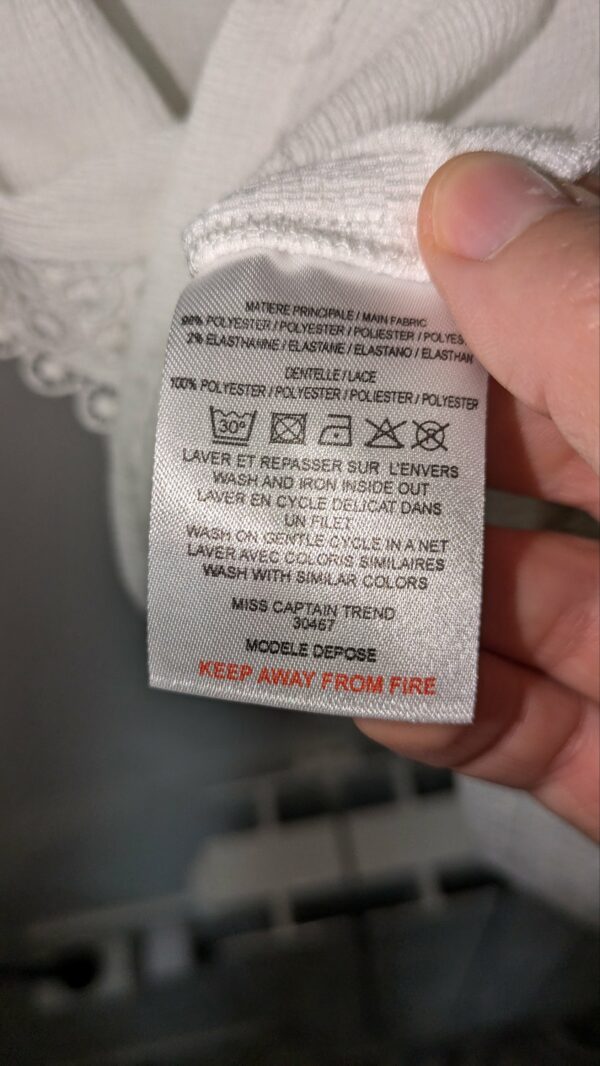 MATIERE PRINCIPALE / MAIN FABRIC
98% POLYESTER / POLYESTER / POLIESTER / POLYES
2% ELASTHANNE / ELASTANE / ELASTANO / ELASTHAN
DENTELLE / LACE
100% POLYESTER / POLYESTER / POLIESTER / POLYESTER
30°
LAVER ET REPASSER SUR L'ENVERS
WASH AND IRON INSIDE OUT
LAVER EN CYCLE DELICAT DANS
UN FILET
WASH ON GENTLE CYCLE IN A NET
LAVER AVEC COLORIS SIMILAIRES
WASH WITH SIMILAR COLORS
MISS CAPTAIN TREND
30467
MODELE DEPOSE
KEEP AWAY FROM FIRE